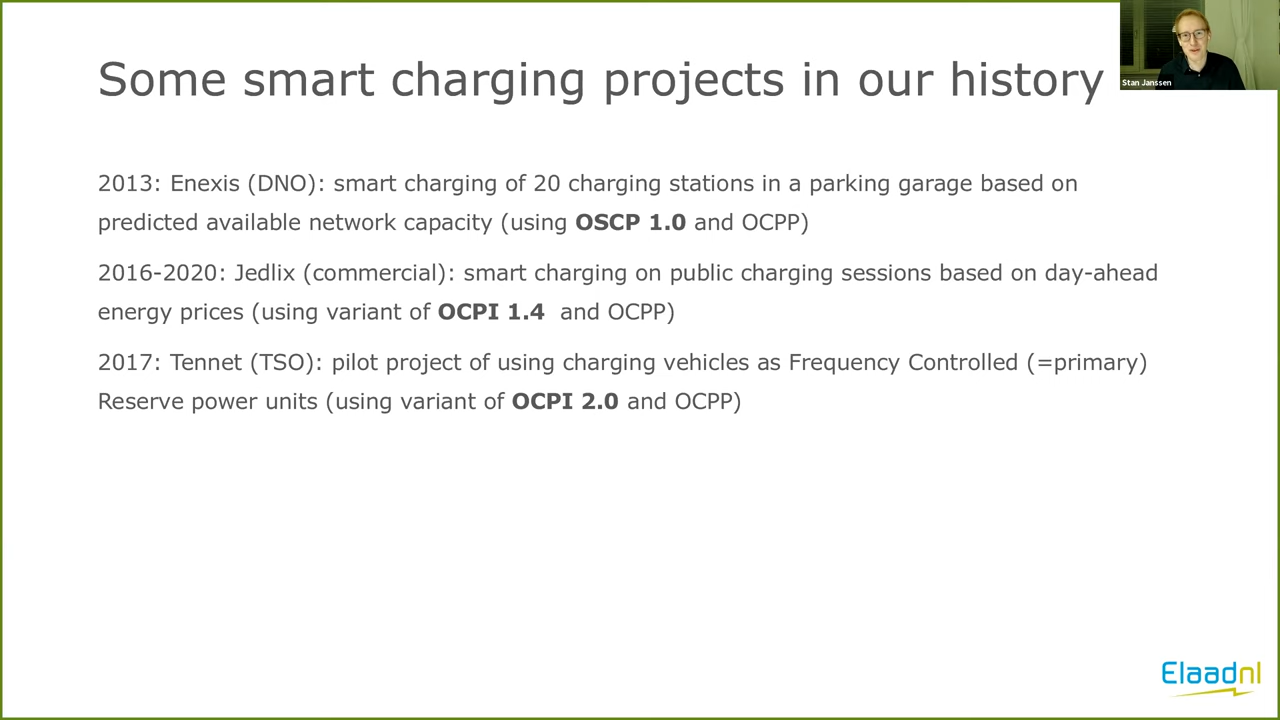 Some smart charging projects in our history
Stan Janssen
2013: Enexis (DNO): smart charging of 20 charging stations in a parking garage based on
predicted available network capacity (using OSCP 1.0 and OCPP)
2016-2020: Jedlix (commercial): smart charging on public charging sessions based on day-ahead
energy prices (using variant of OCPI 1.4  and OCPP)
2017: Tennet (TSO): pilot project of using charging vehicles as Frequency Controlled (=primary)
Reserve power units (using variant of OCPI 2.0 and OCPP)
Elaadnl